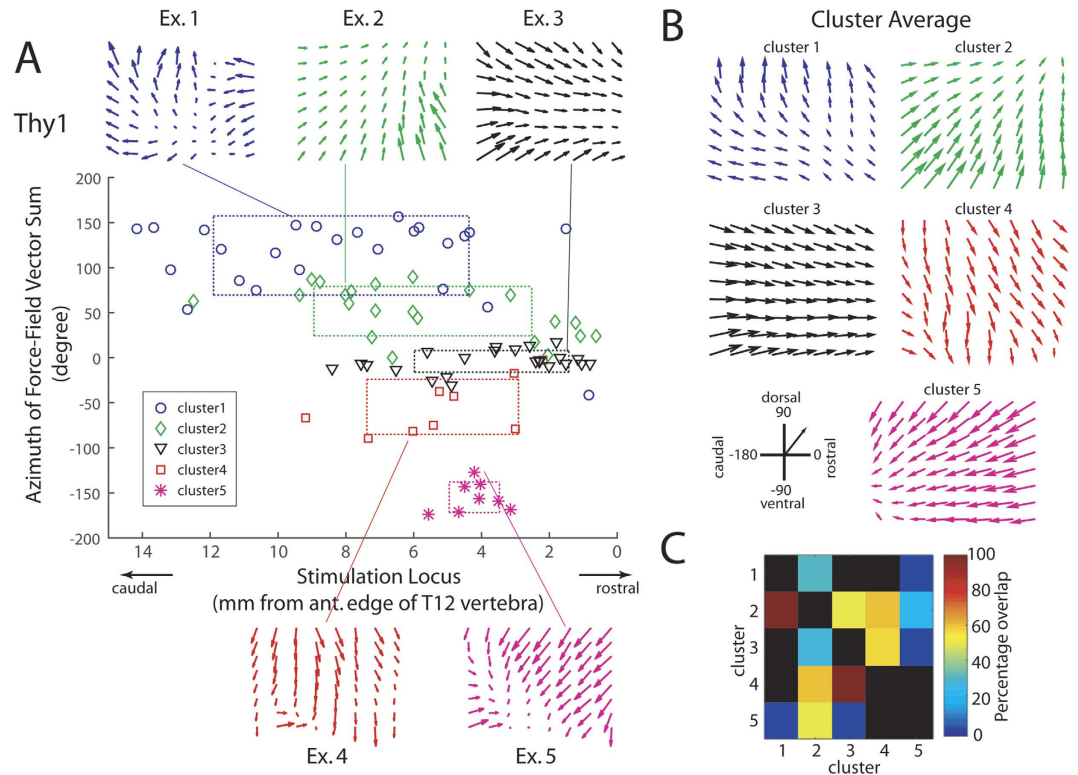 Ex. 1
Ex. 2
Ex. 3
A
Thy1
200
150
100
50
0
-50
-100
-150
-200
Azimuth of Force-Field Vector Sum
(degree)
cluster1
cluster2
cluster3
cluster4
cluster5
14
12
10
8
6
4
2
0
caudal
Stimulation Locus
rostral
(mm from ant. edge of T12 vertebra)
Ex. 4
Ex. 5
B
Cluster Average
cluster 1
cluster 2
cluster 3
cluster 4
cluster 5
dorsal
90
caudal
-180
0
rostral
-90
ventral
C
1
2
3
4
5
cluster
1
2
3
4
5
cluster
100
80
60
40
20
0
Percentage overlap